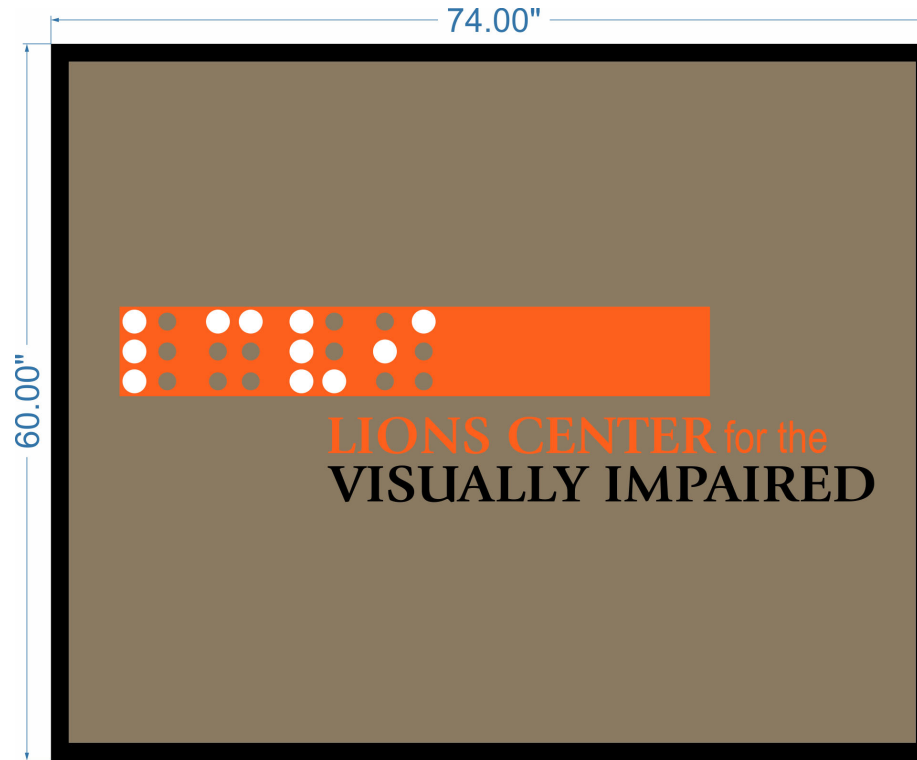 74.00"
60.00"
⠇⠉⠧⠊
LIONS CENTER for the
VISUALLY IMPAIRED